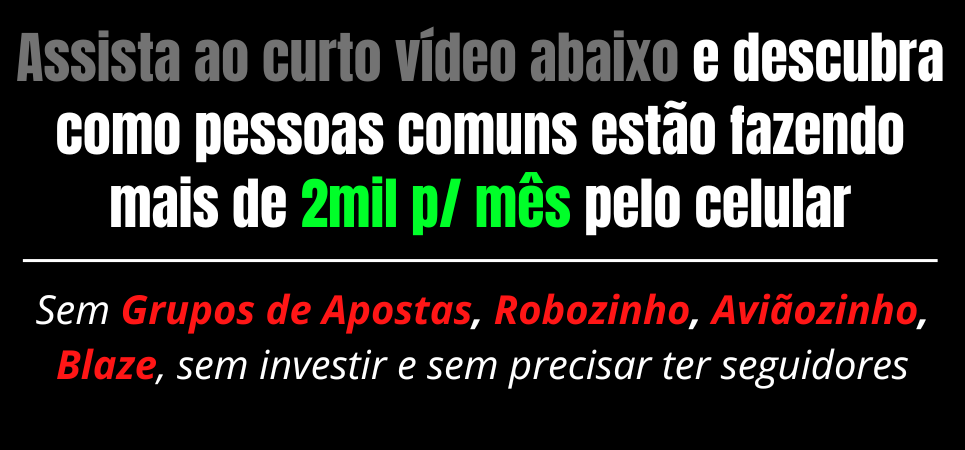 Assista ao curto vídeo abaixo e descubra
como pessoas comuns estão fazendo
mais de 2mil p/ mês pelo celular
Sem Grupos de Apostas, Robozinho, Aviãozinho,
Blaze, sem investir e sem precisar ter seguidores